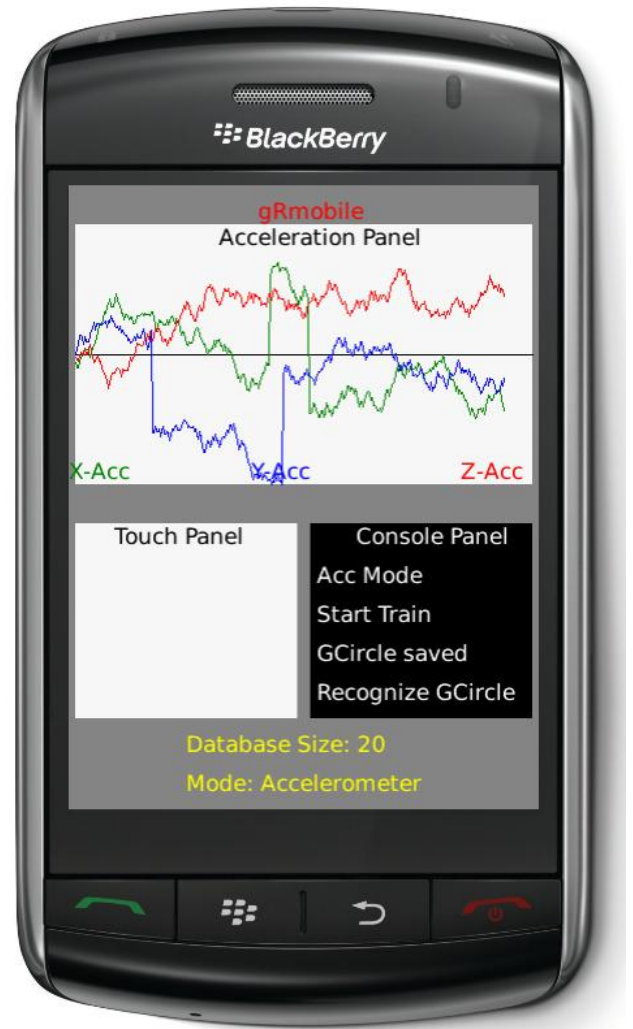 BlackBerry
gRmobile
Acceleration Panel
X-Acc Y-Acc Z-Acc
Touch Panel
Console Panel
Acc Mode
Start Train
GCircle saved
Recognize GCircle
Database Size: 20
Mode: Accelerometer